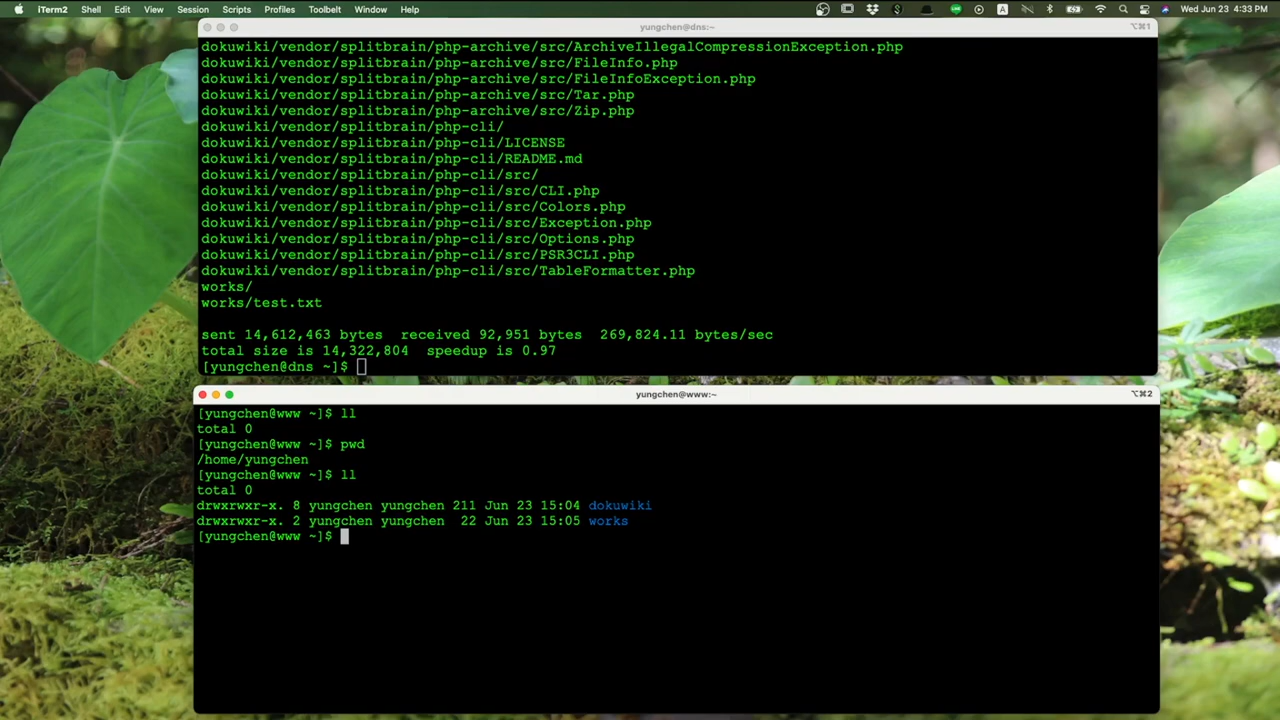 iTerm2 Shell Edit View Session Scripts Profiles Toolbelt Window Help Wed Jun 23 4:33 PM
yungchen@dns:~ ⌥⌘1
dokuwiki/vendor/splitbrain/php-archive/src/ArchiveIllegalCompressionException.php
dokuwiki/vendor/splitbrain/php-archive/src/FileInfo.php
dokuwiki/vendor/splitbrain/php-archive/src/FileInfoException.php
dokuwiki/vendor/splitbrain/php-archive/src/Tar.php
dokuwiki/vendor/splitbrain/php-archive/src/Zip.php
dokuwiki/vendor/splitbrain/php-cli/
dokuwiki/vendor/splitbrain/php-cli/LICENSE
dokuwiki/vendor/splitbrain/php-cli/README.md
dokuwiki/vendor/splitbrain/php-cli/src/
dokuwiki/vendor/splitbrain/php-cli/src/CLI.php
dokuwiki/vendor/splitbrain/php-cli/src/Colors.php
dokuwiki/vendor/splitbrain/php-cli/src/Exception.php
dokuwiki/vendor/splitbrain/php-cli/src/Options.php
dokuwiki/vendor/splitbrain/php-cli/src/PSR3CLI.php
dokuwiki/vendor/splitbrain/php-cli/src/TableFormatter.php
works/
works/test.txt
sent 14,612,463 bytes  received 92,951 bytes  269,824.11 bytes/sec
total size is 14,322,804  speedup is 0.97
[yungchen@dns ~]$
yungchen@www:~ ⌥⌘2
[yungchen@www ~]$ ll
total 0
[yungchen@www ~]$ pwd
/home/yungchen
[yungchen@www ~]$ ll
total 0
drwxrwxr-x. 8 yungchen yungchen 211 Jun 23 15:04 dokuwiki
drwxrwxr-x. 2 yungchen yungchen  22 Jun 23 15:05 works
[yungchen@www ~]$